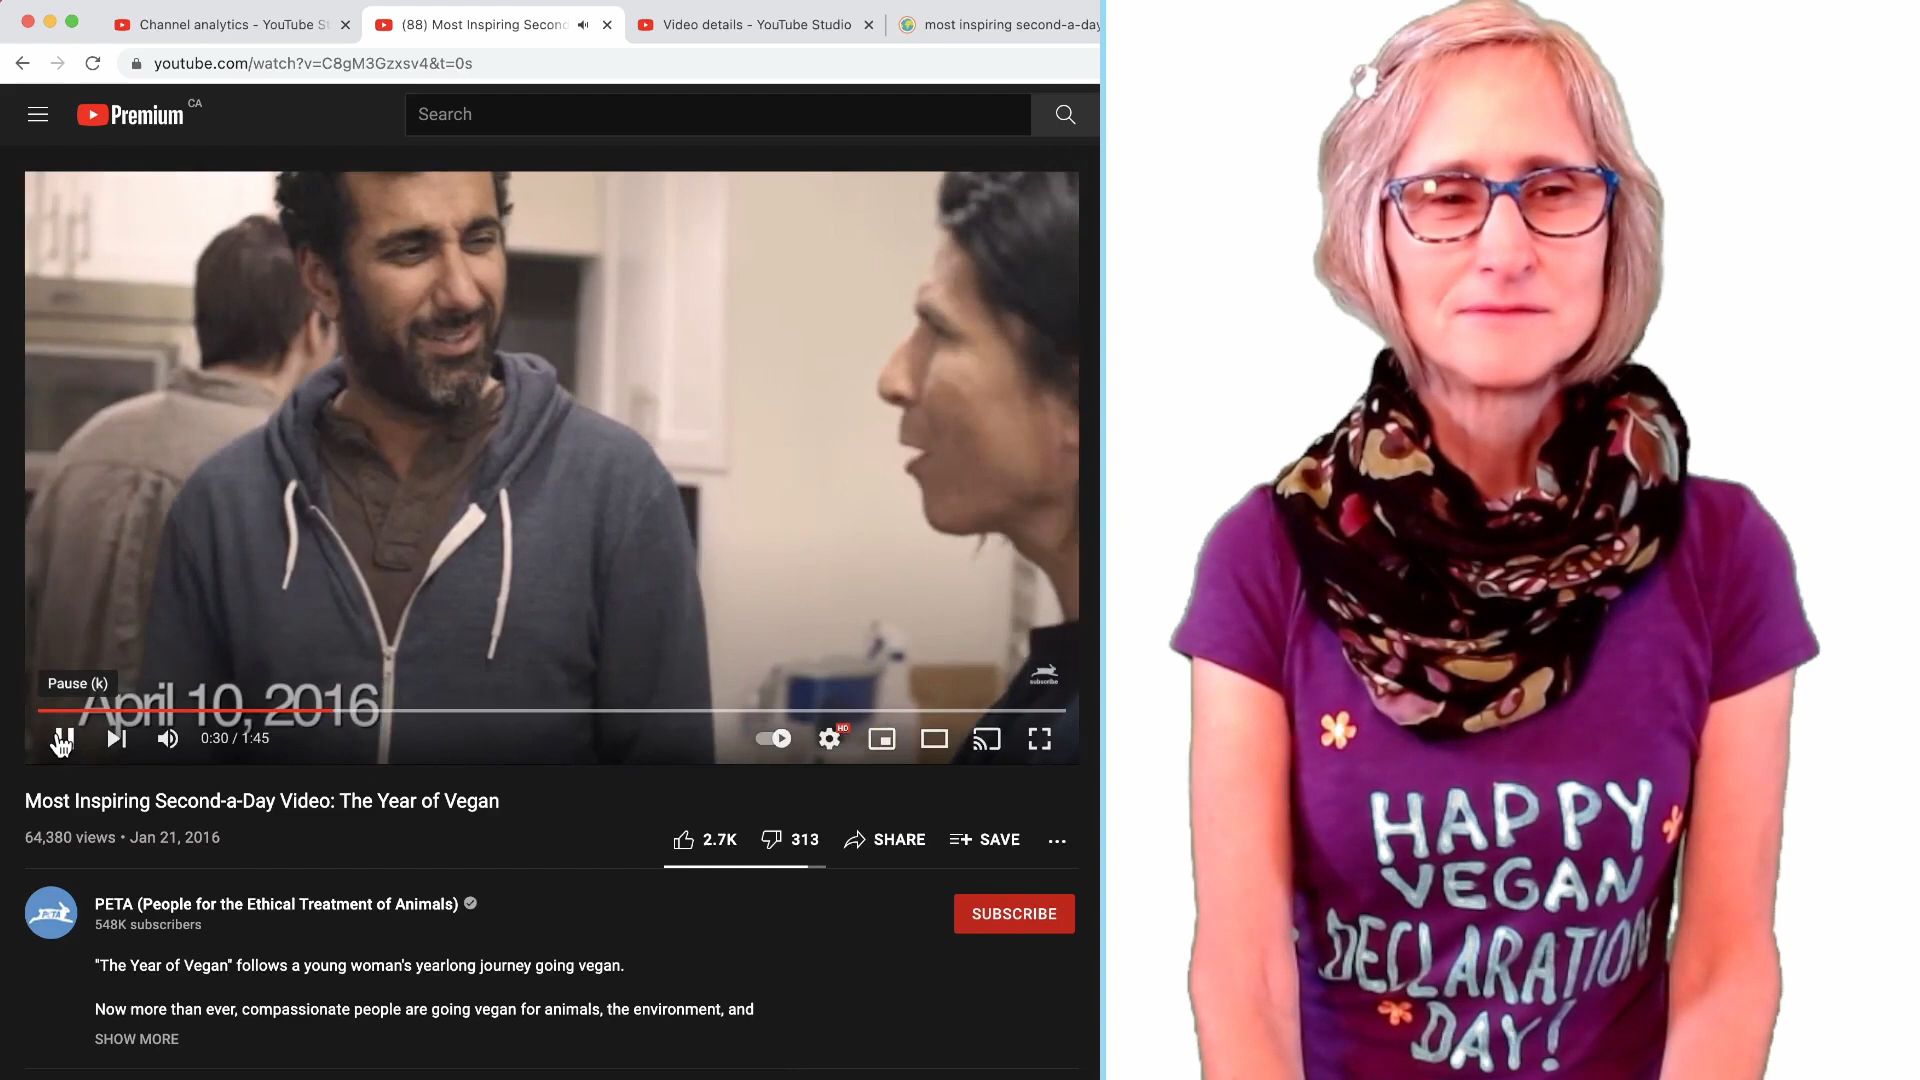 Channel analytics - YouTube St
(88) Most Inspiring Second
Video details - YouTube Studio
most inspiring second-a-day
youtube.com/watch?v=C8gM3Gzxsv4&t=0s
Premium CA
Search
subscribe
Pause (k)
April 10, 2016
0:30 / 1:45
HD
Most Inspiring Second-a-Day Video: The Year of Vegan
64,380 views • Jan 21, 2016
2.7K
313
SHARE
SAVE
PETA
PETA (People for the Ethical Treatment of Animals)
548K subscribers
SUBSCRIBE
"The Year of Vegan" follows a young woman's yearlong journey going vegan.
Now more than ever, compassionate people are going vegan for animals, the environment, and
SHOW MORE
HAPPY
VEGAN
DECLARATION
DAY!